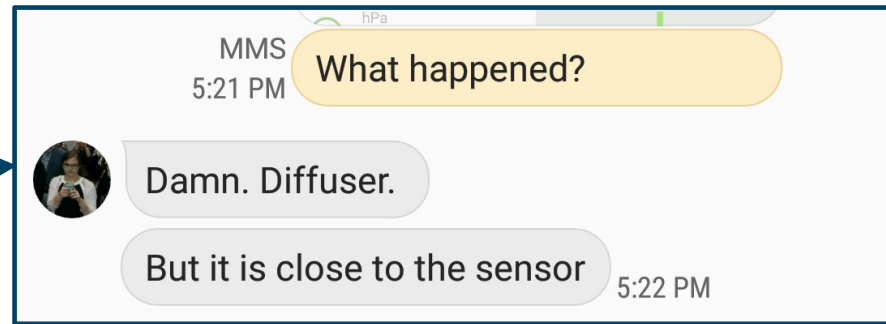 hPa
MMS
5:21 PM
What happened?
Damn. Diffuser.
But it is close to the sensor
5:22 PM